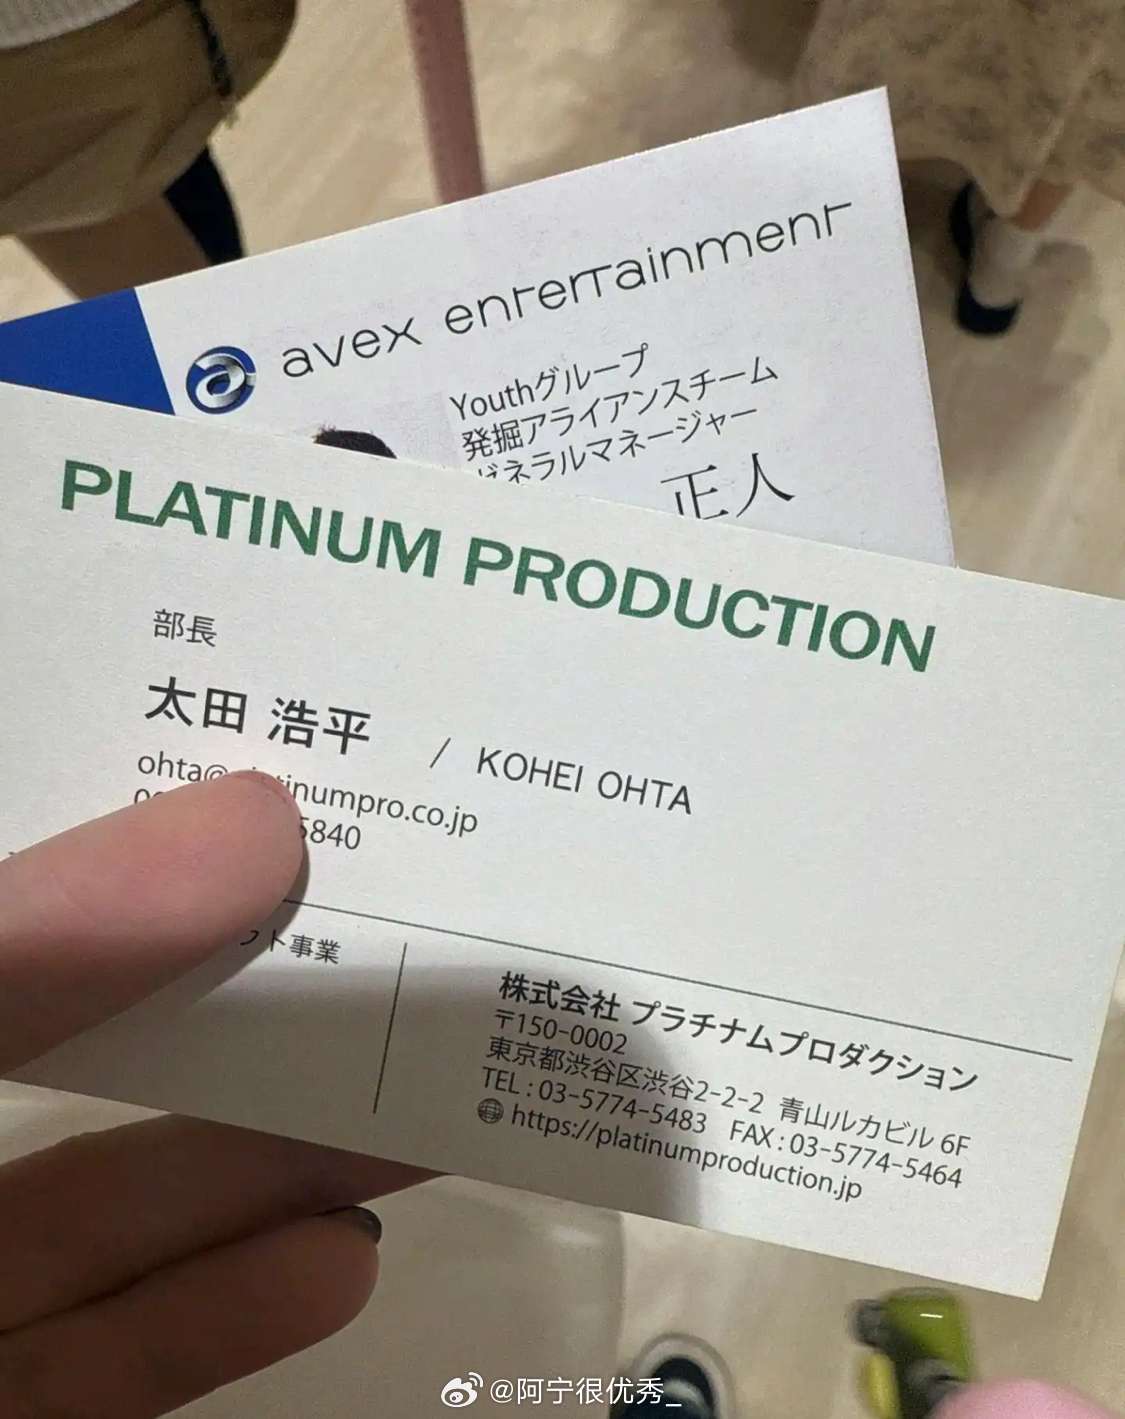 avex entertainment
Youthグループ
発掘アライアンスチーム
ゼネラルマネージャー
正人
PLATINUM PRODUCTION
部長
太田 浩平 / KOHEI OHTA
ohta@platinumpro.co.jp
5840
フト事業
株式会社 プラチナムプロダクション
〒150-0002
東京都渋谷区渋谷2-2-2 青山ルカビル 6F
TEL : 03-5774-5483 FAX : 03-5774-5464
https://platinumproduction.jp
@阿宁很优秀_